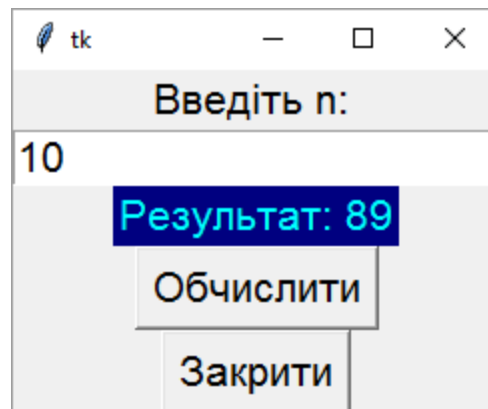 tk
Введіть n:
10
Результат: 89
Обчислити
Закрити